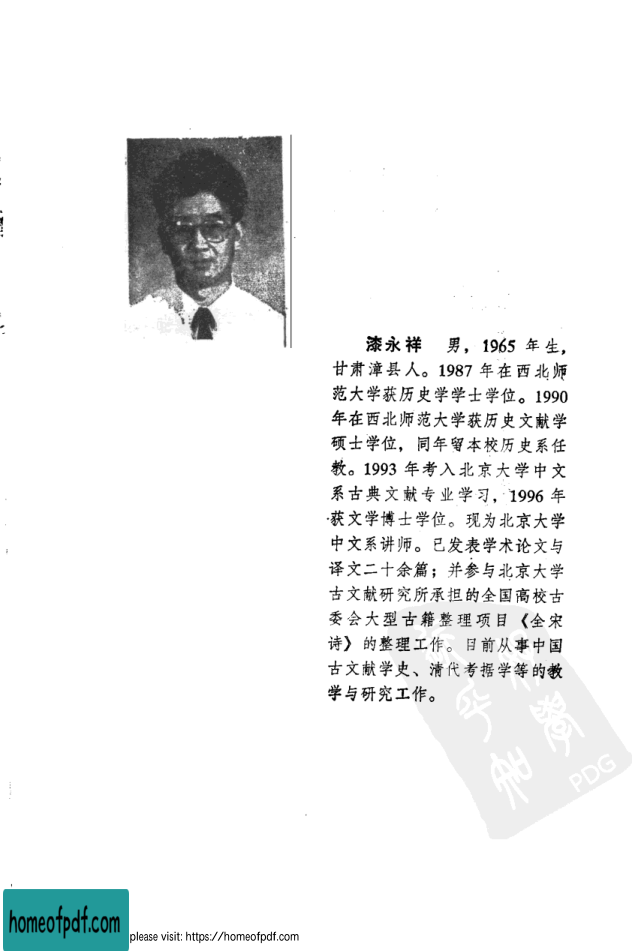 漆永祥 男，1965 年生，
甘肃漳县人。1987 年在西北师
范大学获历史学学士学位。1990
年在西北师范大学获历史文献学
硕士学位，同年留本校历史系任
教。1993 年考入北京大学中文
系古典文献专业学习，1996 年
获文学博士学位。现为北京大学
中文系讲师。已发表学术论文与
译文二十余篇；并参与北京大学
古文献研究所承担的全国高校古
委会大型古籍整理项目《全宋
诗》的整理工作。目前从事中国
古文献学史、清代考据学等的教
学与研究工作。
PDG
homeofpdf.com
please visit: https://homeofpdf.com